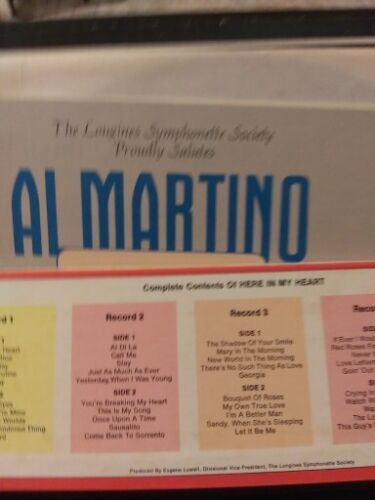 The Longines Symphonette Society
Proudly Salutes
AL MARTINO
Complete Contents Of HERE IN MY HEART
Record 2
SIDE 1
Al Di La
Call Me
Stay
Just As Much As Ever
Yesterday When I Was Young
SIDE 2
You're Breaking My Heart
This Is My Song
Once Upon A Time
Sausalito
Come Back To Sorrento
Record 3
SIDE 1
The Shadow Of Your Smile
Mary In The Morning
New World In The Morning
There's No Such Thing As Love
Georgia
SIDE 2
Bouquet Of Roses
My Own True Love
I'm A Better Man
Sandy, When She's Sleeping
Let It Be Me
Produced By Eugene Lowell, Divisional Vice President, The Longines Symphonette Society